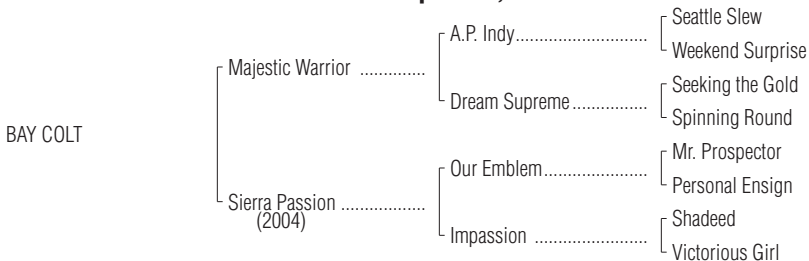 Seattle Slew
A.P. Indy..............................
Weekend Surprise
Majestic Warrior ..............
Seeking the Gold
Dream Supreme.................
Spinning Round
BAY COLT
Mr. Prospector
Our Emblem.......................
Personal Ensign
Sierra Passion ..................
(2004)
Shadeed
Impassion .........................
Victorious Girl